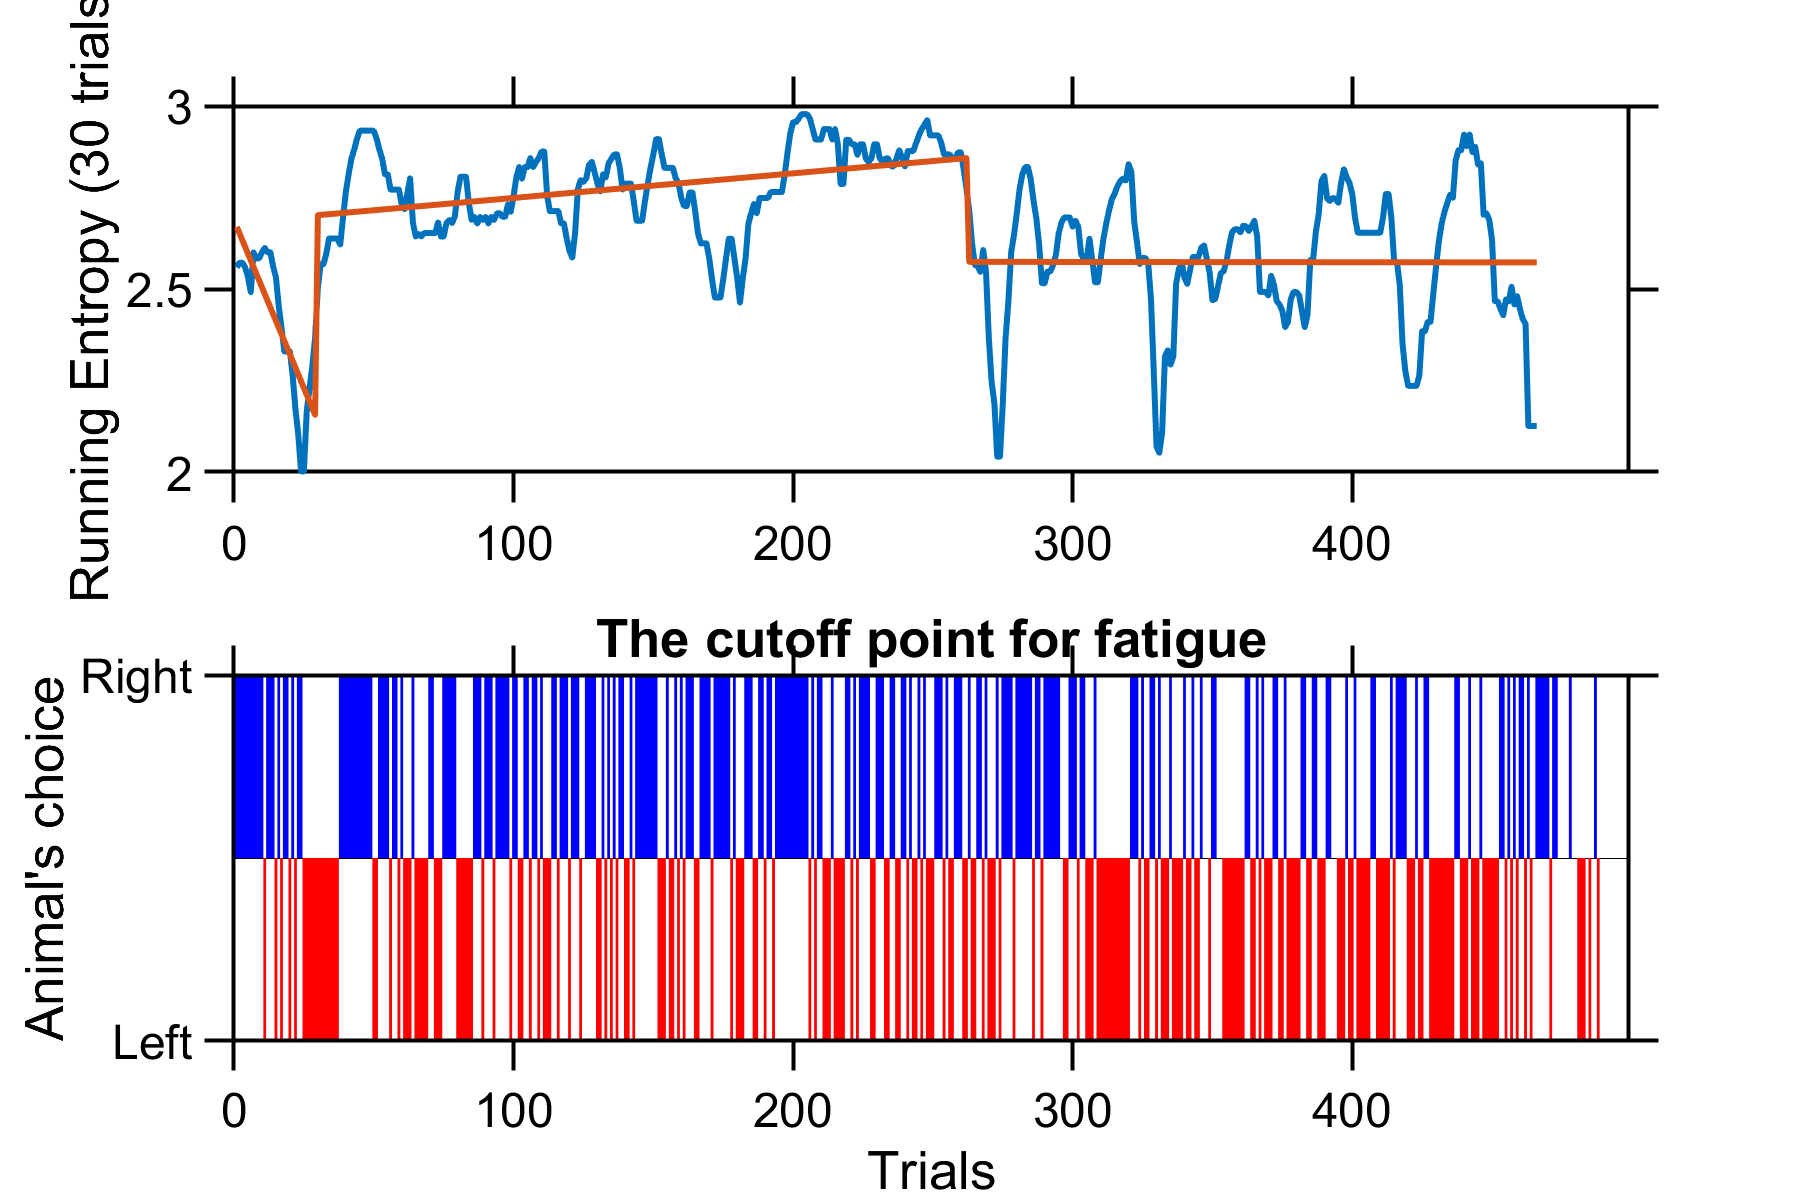 Running Entropy (30 trials
3
2.5
2
0 100 200 300 400
The cutoff point for fatigue
Animal's choice
Right
Left
0 100 200 300 400
Trials